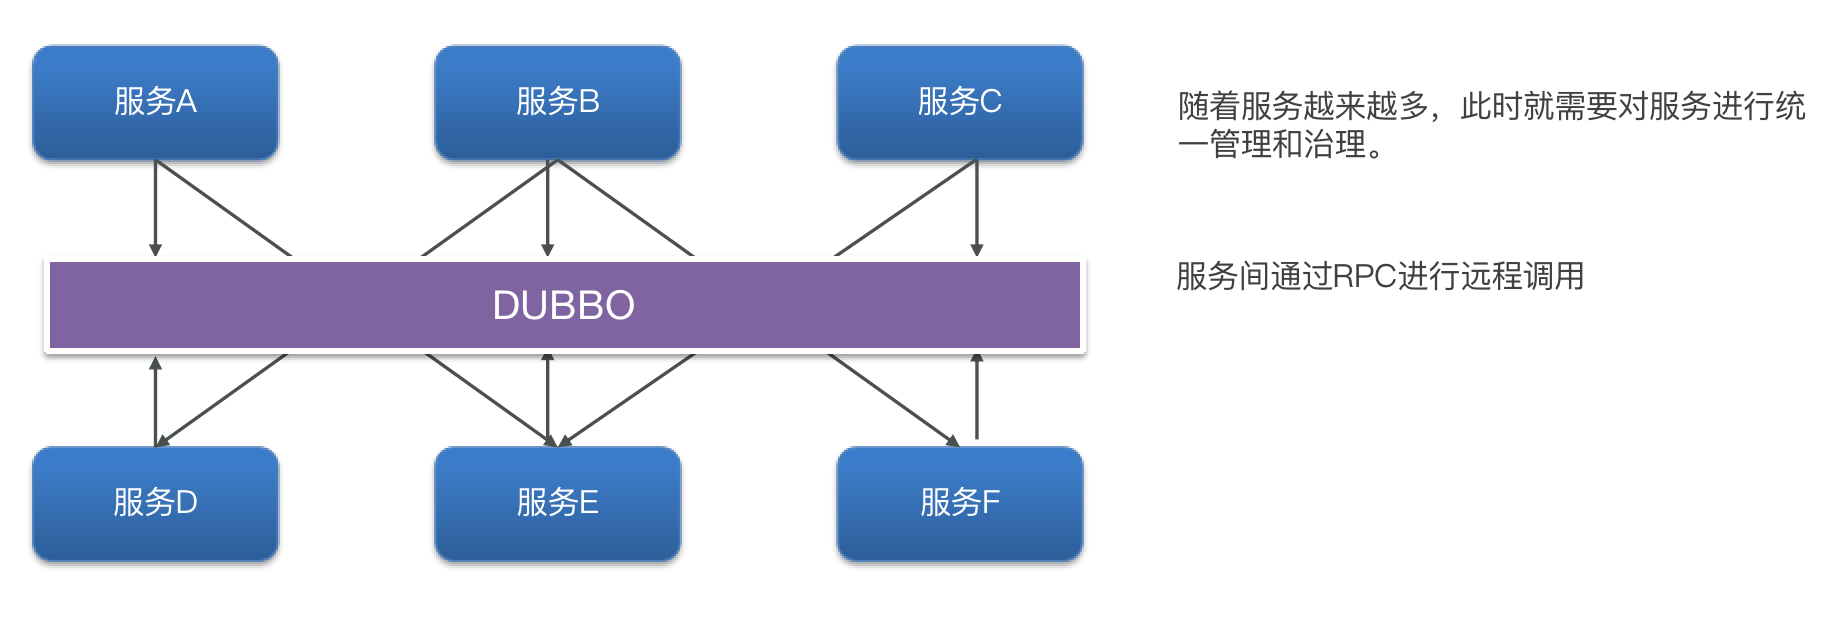 服务A
服务B
服务C
随着服务越来越多，此时就需要对服务进行统
一管理和治理。
服务间通过RPC进行远程调用
DUBBO
服务D
服务E
服务F